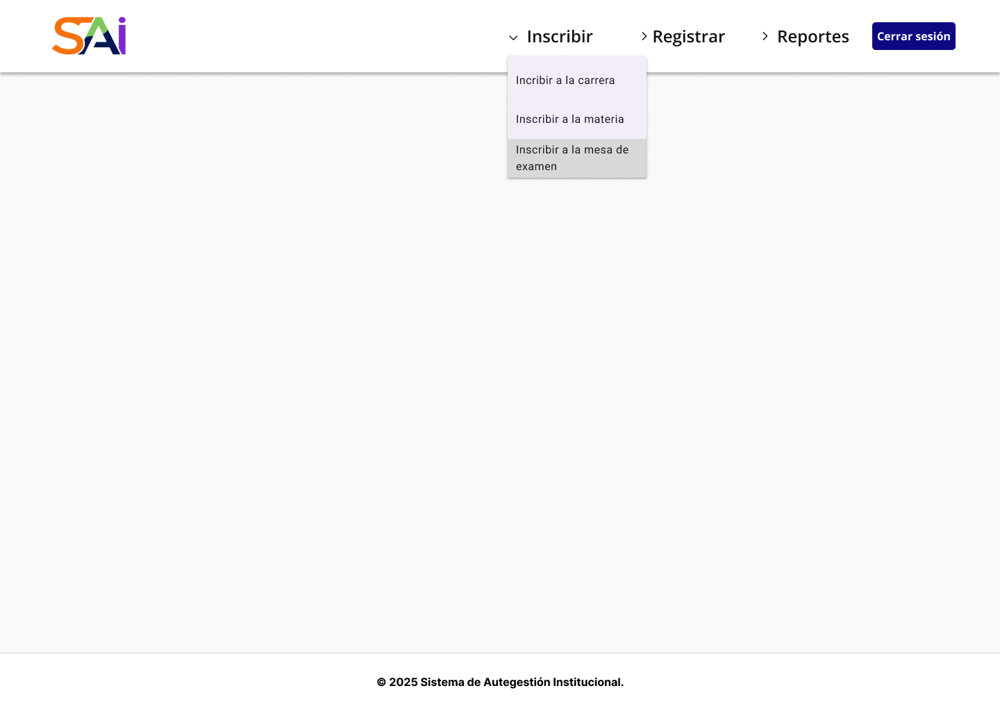 SAi
Inscribir
Registrar
Reportes
Cerrar sesión
Incribir a la carrera
Inscribir a la materia
Inscribir a la mesa de
examen
© 2025 Sistema de Autegestión Institucional.